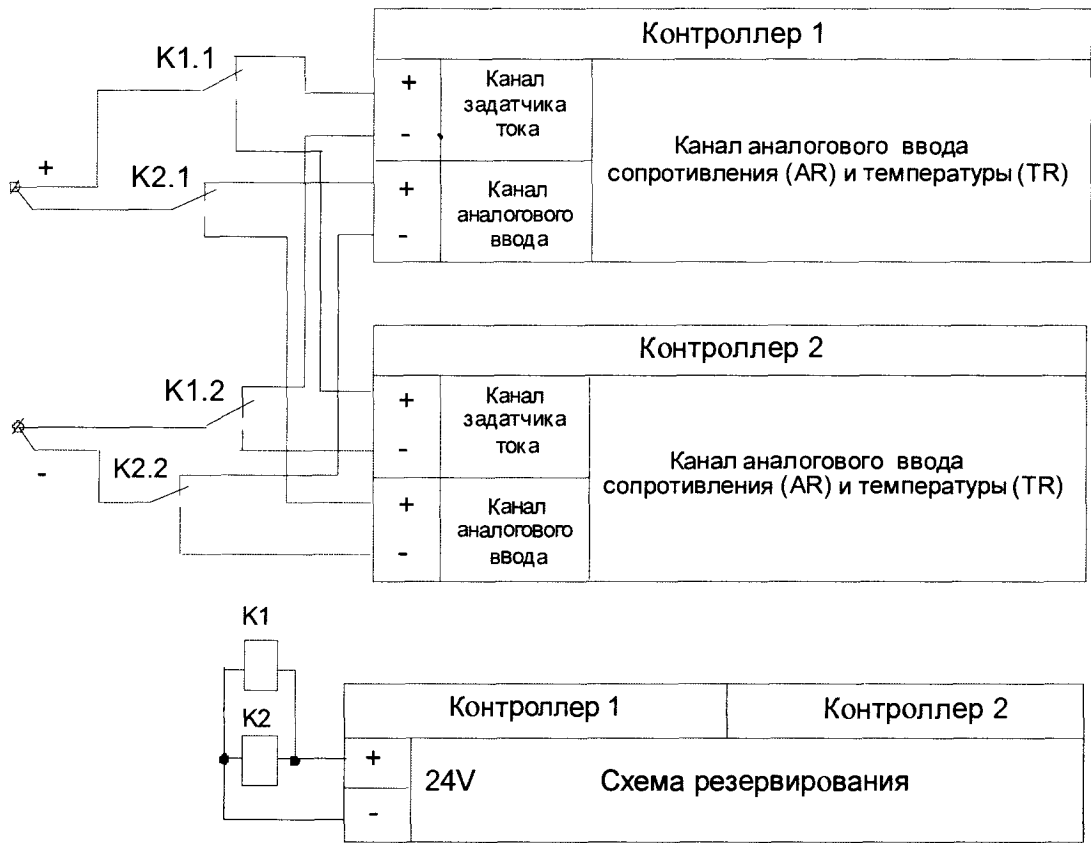 Контроллер 1
K1.1
+
Канал
задатчика
тока
-
Канал аналогового ввода
сопротивления (AR) и температуры (TR)
+
K2.1
+
Канал
аналогового
ввода
-
Контроллер 2
K1.2
+
Канал
задатчика
тока
-
Канал аналогового ввода
сопротивления (AR) и температуры (TR)
-
K2.2
+
Канал
аналогового
ввода
-
K1
Контроллер 1
Контроллер 2
K2
+
24V
Схема резервирования
-